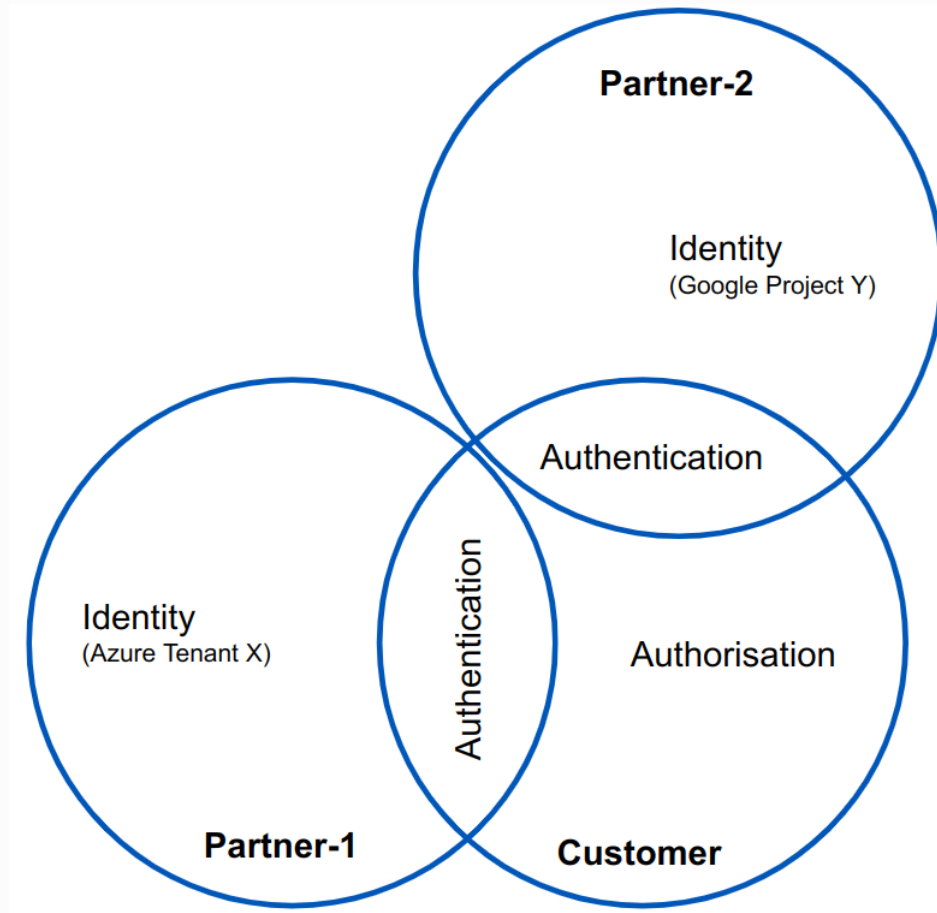 Partner-2
Identity
(Google Project Y)
Authentication
Authentication
Identity
(Azure Tenant X)
Authorisation
Partner-1
Customer